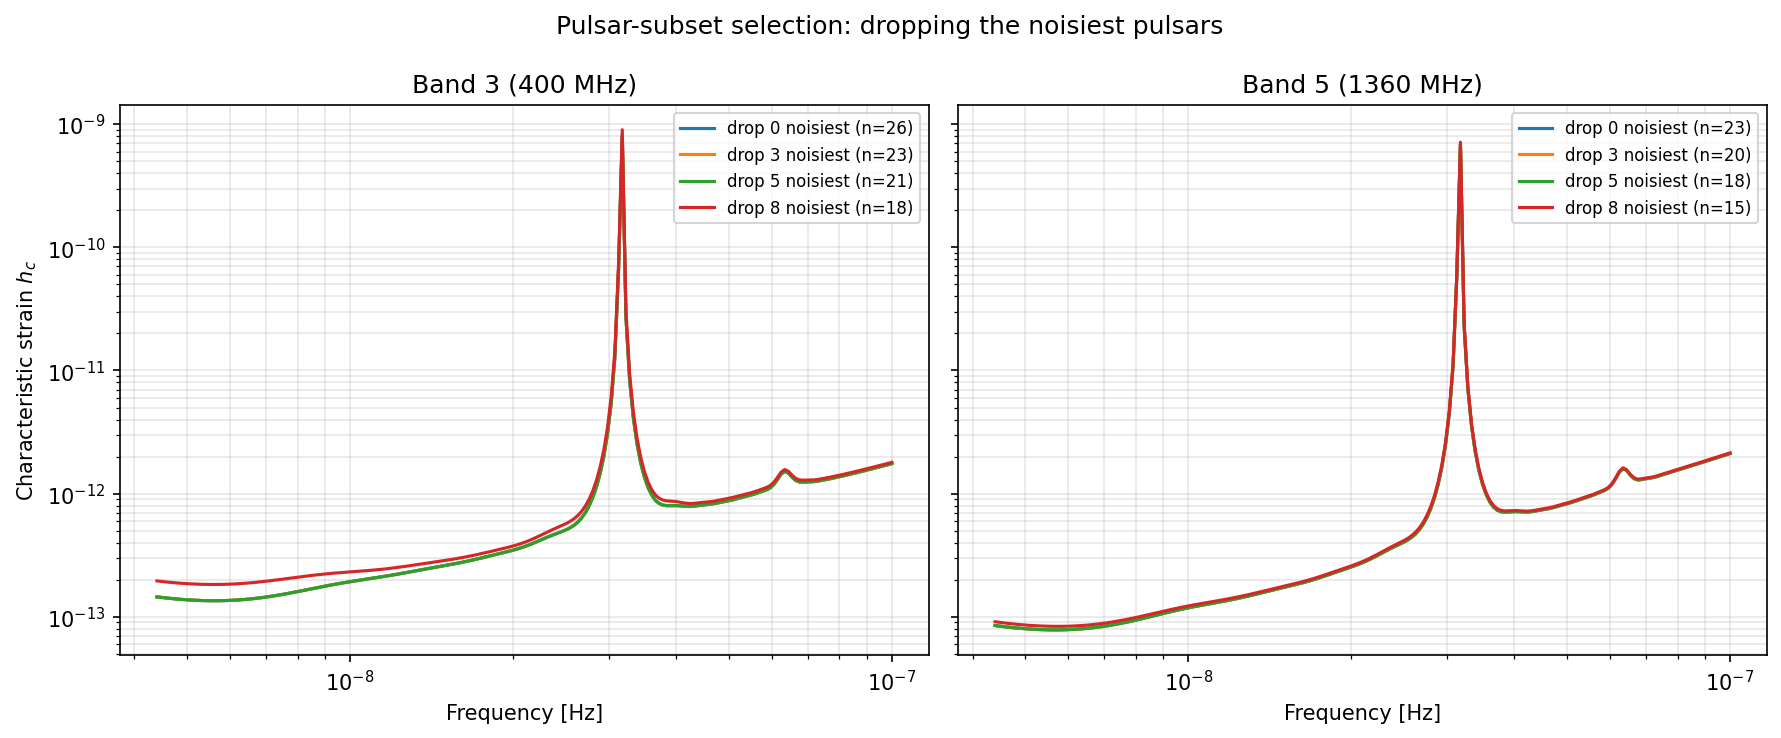 Pulsar-subset selection: dropping the noisiest pulsars
Band 3 (400 MHz)
Band 5 (1360 MHz)
drop 0 noisiest (n=26)
drop 3 noisiest (n=23)
drop 5 noisiest (n=21)
drop 8 noisiest (n=18)
drop 0 noisiest (n=23)
drop 3 noisiest (n=20)
drop 5 noisiest (n=18)
drop 8 noisiest (n=15)
Characteristic strain $h_c$
$10^{-9}$
$10^{-10}$
$10^{-11}$
$10^{-12}$
$10^{-13}$
$10^{-8}$
$10^{-7}$
$10^{-8}$
$10^{-7}$
Frequency [Hz]
Frequency [Hz]